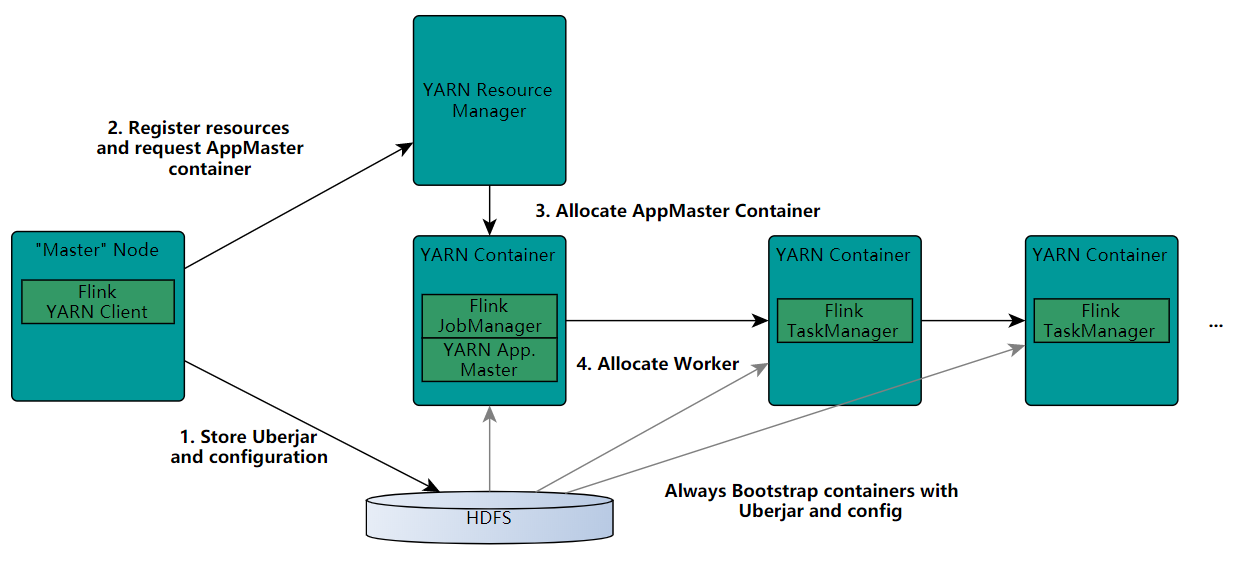 YARN Resource
Manager
2. Register resources
and request AppMaster
container
3. Allocate AppMaster Container
"Master" Node
Flink
YARN Client
YARN Container
Flink
JobManager
YARN App.
Master
4. Allocate Worker
YARN Container
Flink
TaskManager
YARN Container
Flink
TaskManager
...
1. Store Uberjar
and configuration
HDFS
Always Bootstrap containers with
Uberjar and config